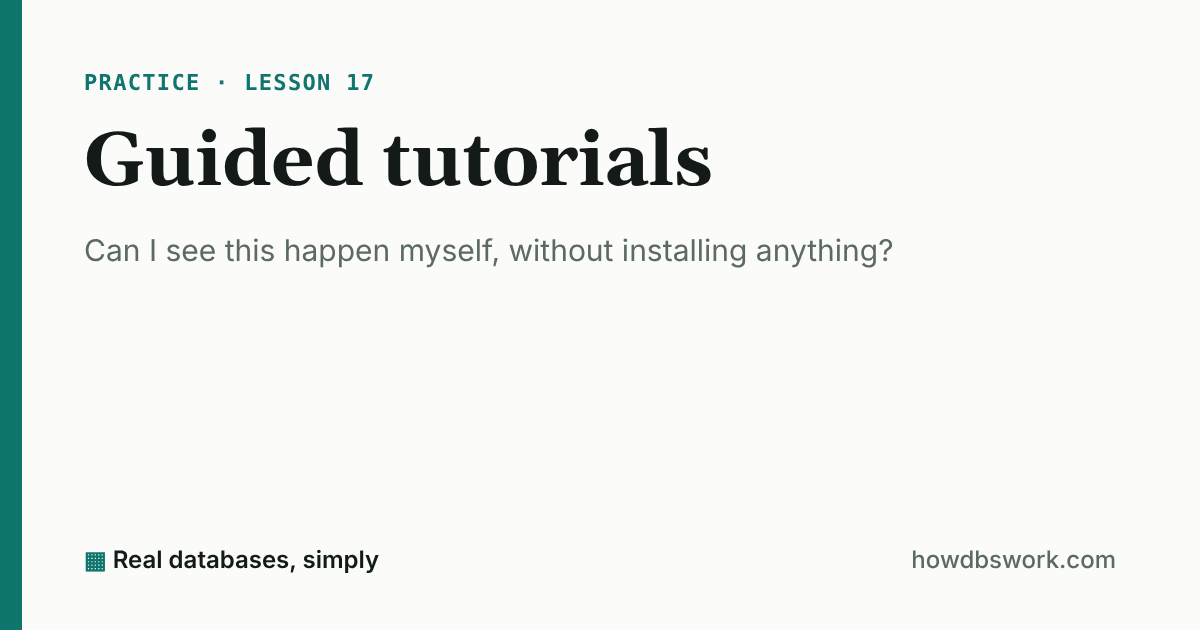 PRACTICE · LESSON 17
Guided tutorials
Can I see this happen myself, without installing anything?
▦ Real databases, simply
howdbswork.com